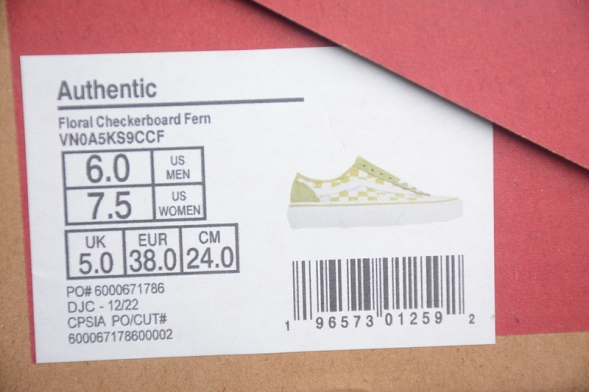 Authentic
Floral Checkerboard Fern
VN0A5KS9CCF
6.0 US MEN
7.5 US WOMEN
UK 5.0 EUR 38.0 CM 24.0
PO# 6000671786
DJC - 12/22
CPSIA PO/CUT#
600067178600002
1 96573 01259 2